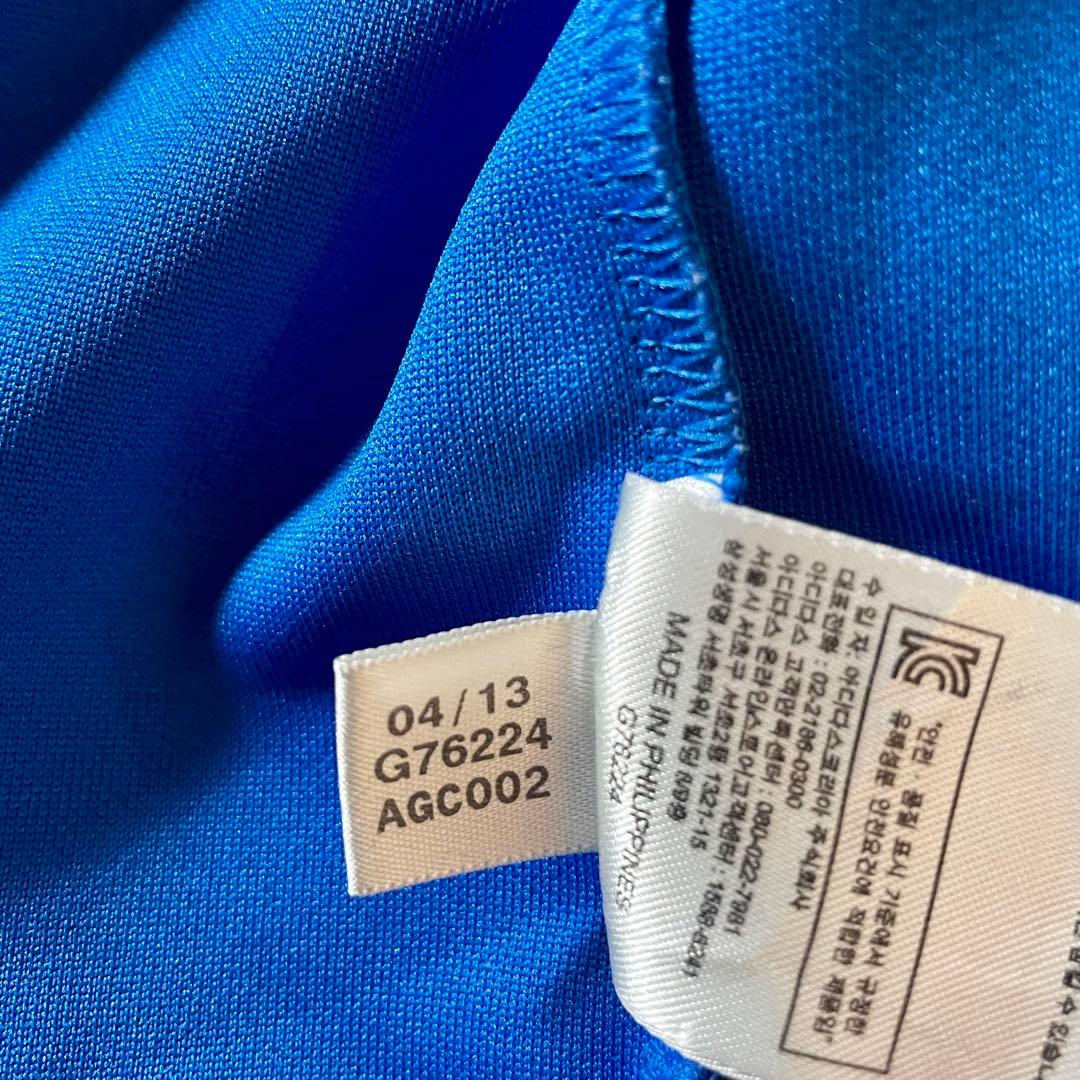 04/13
G76224
AGC002
수 입 자: 아디다스코리아 주식회사
대표전화: 02-2186-0300
아디다스 고객만족센터: 080-022-7981
아디다스 온라인스토어고객센터: 1588-8241
서울시 서초구 서초2동 1321-15
삼성생명 서초타워 빌딩 8/9층
MADE IN PHILIPPINES
G76224
"안전·품질 표시 기준에서 규정한
유해성분 안전요건에 적합한 제품임"